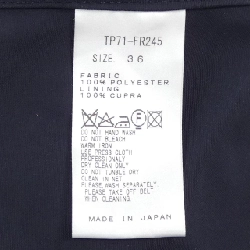 TP71-FR245
SIZE 36
FABRIC
100% POLYESTER
LINING
100% CUPRA
DO NOT HAND WASH
DO NOT BLEACH
WARM IRON
USE PRESS CLOTH
PROFESSIONALLY
DRY CLEAN ONLY
DO NOT TUMBLE DRY
CLEAN IN NET
PLEASE WASH SEPARATELY
PLEASE TAKE OFF BELT
WHEN CLEANING
MADE IN JAPAN